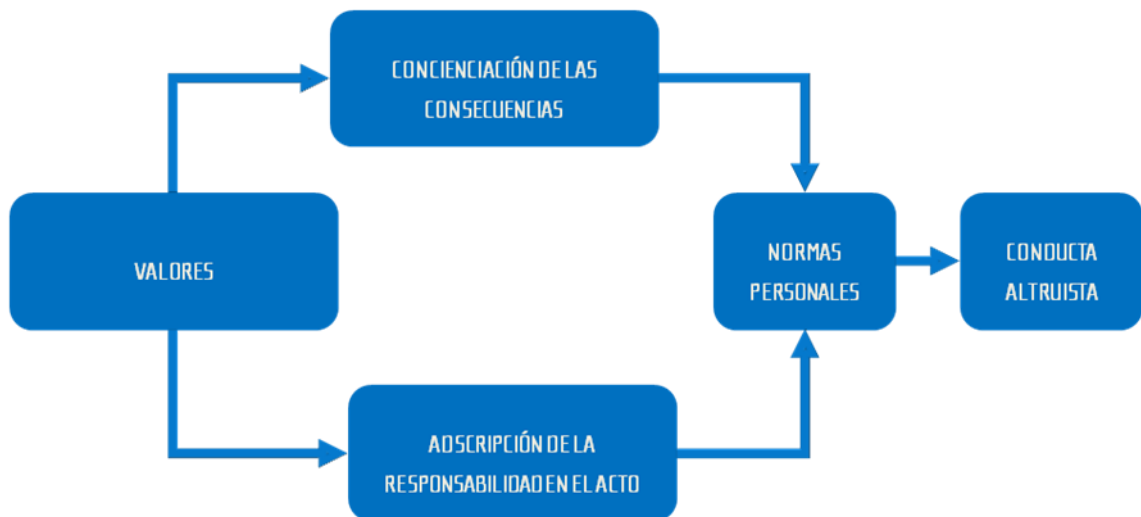 CONCIENCIACIÓN DE LAS
CONSECUENCIAS
VALORES
NORMAS
PERSONALES
CONDUCTA
ALTRUISTA
ADSCRIPCIÓN DE LA
RESPONSABILIDAD EN EL ACTO